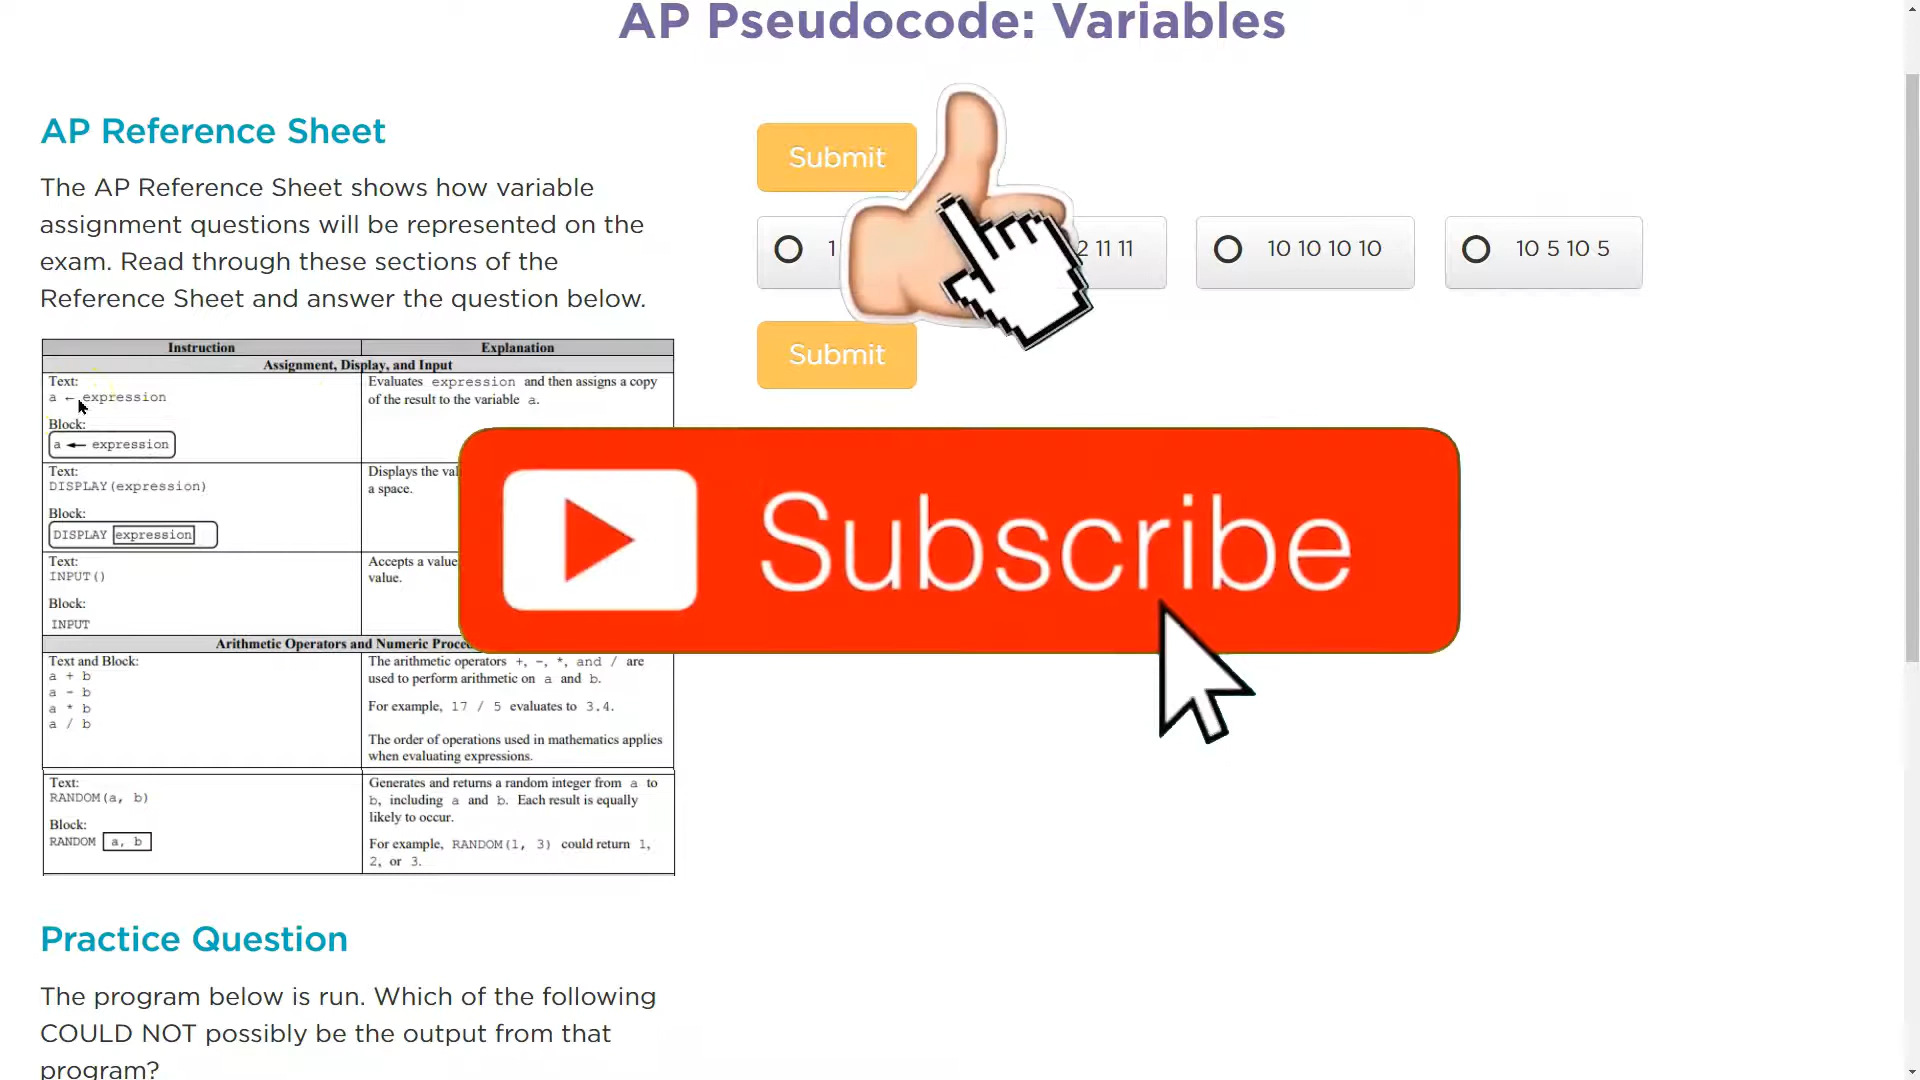 AP Pseudocode: Variables
AP Reference Sheet
The AP Reference Sheet shows how variable
assignment questions will be represented on the
exam. Read through these sections of the
Reference Sheet and answer the question below.
Instruction
Explanation
Assignment, Display, and Input
Text:
a ← expression
Block:
a ← expression
Evaluates expression and then assigns a copy
of the result to the variable a.
Text:
DISPLAY(expression)
Block:
DISPLAY expression
Displays the
a space.
Text:
INPUT()
Block:
INPUT
Accepts a value
value.
Arithmetic Operators and Numeric
Text and Block:
a + b
a - b
a * b
a / b
The arithmetic operators +, -, *, and / are
used to perform arithmetic on a and b.
For example, 17 / 5 evaluates to 3.4.
The order of operations used in mathematics applies
when evaluating expressions.
Text:
RANDOM(a, b)
Block:
RANDOM a, b
Generates and returns a random integer from a to
b, including a and b. Each result is equally
likely to occur.
For example, RANDOM(1, 3) could return 1,
2, or 3.
Practice Question
The program below is run. Which of the following
COULD NOT possibly be the output from that
program?
Submit
11 11
10 10 10 10
10 5 10 5
Submit
Subscribe